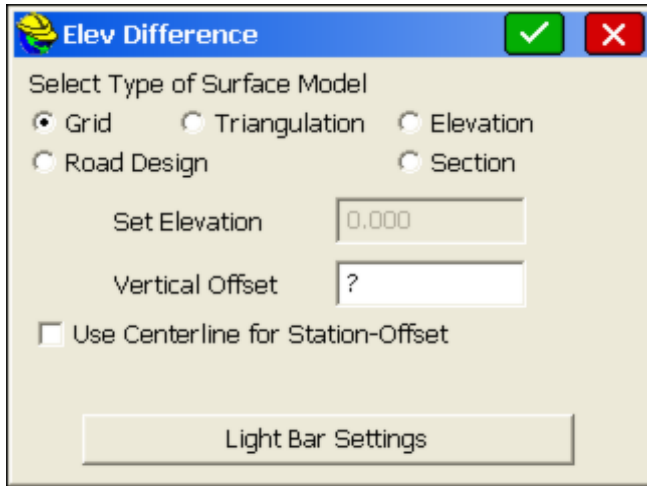 Elev Difference
Select Type of Surface Model
Grid Triangulation Elevation
Road Design Section
Set Elevation 0.000
Vertical Offset ?
Use Centerline for Station-Offset
Light Bar Settings